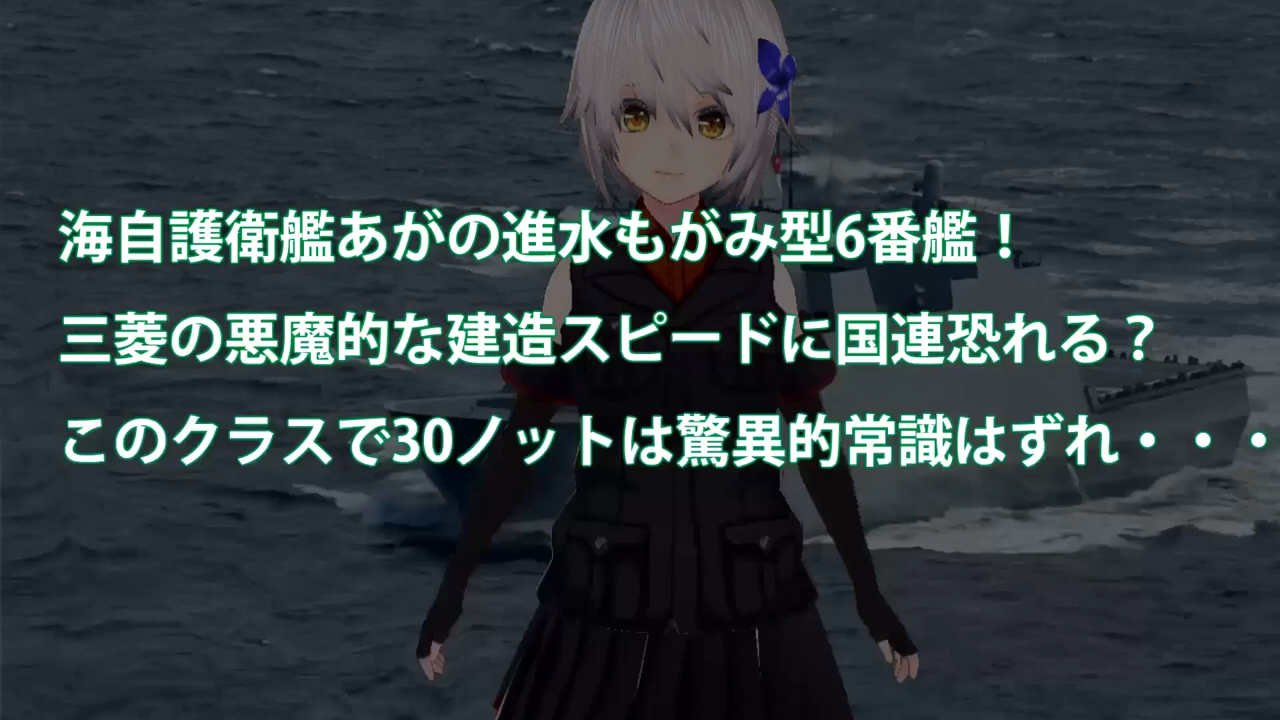 海自護衛艦あがの進水もがみ型6番艦！
三菱の悪魔的な建造スピードに国連恐れる？
このクラスで30ノットは驚異的常識はずれ・・・